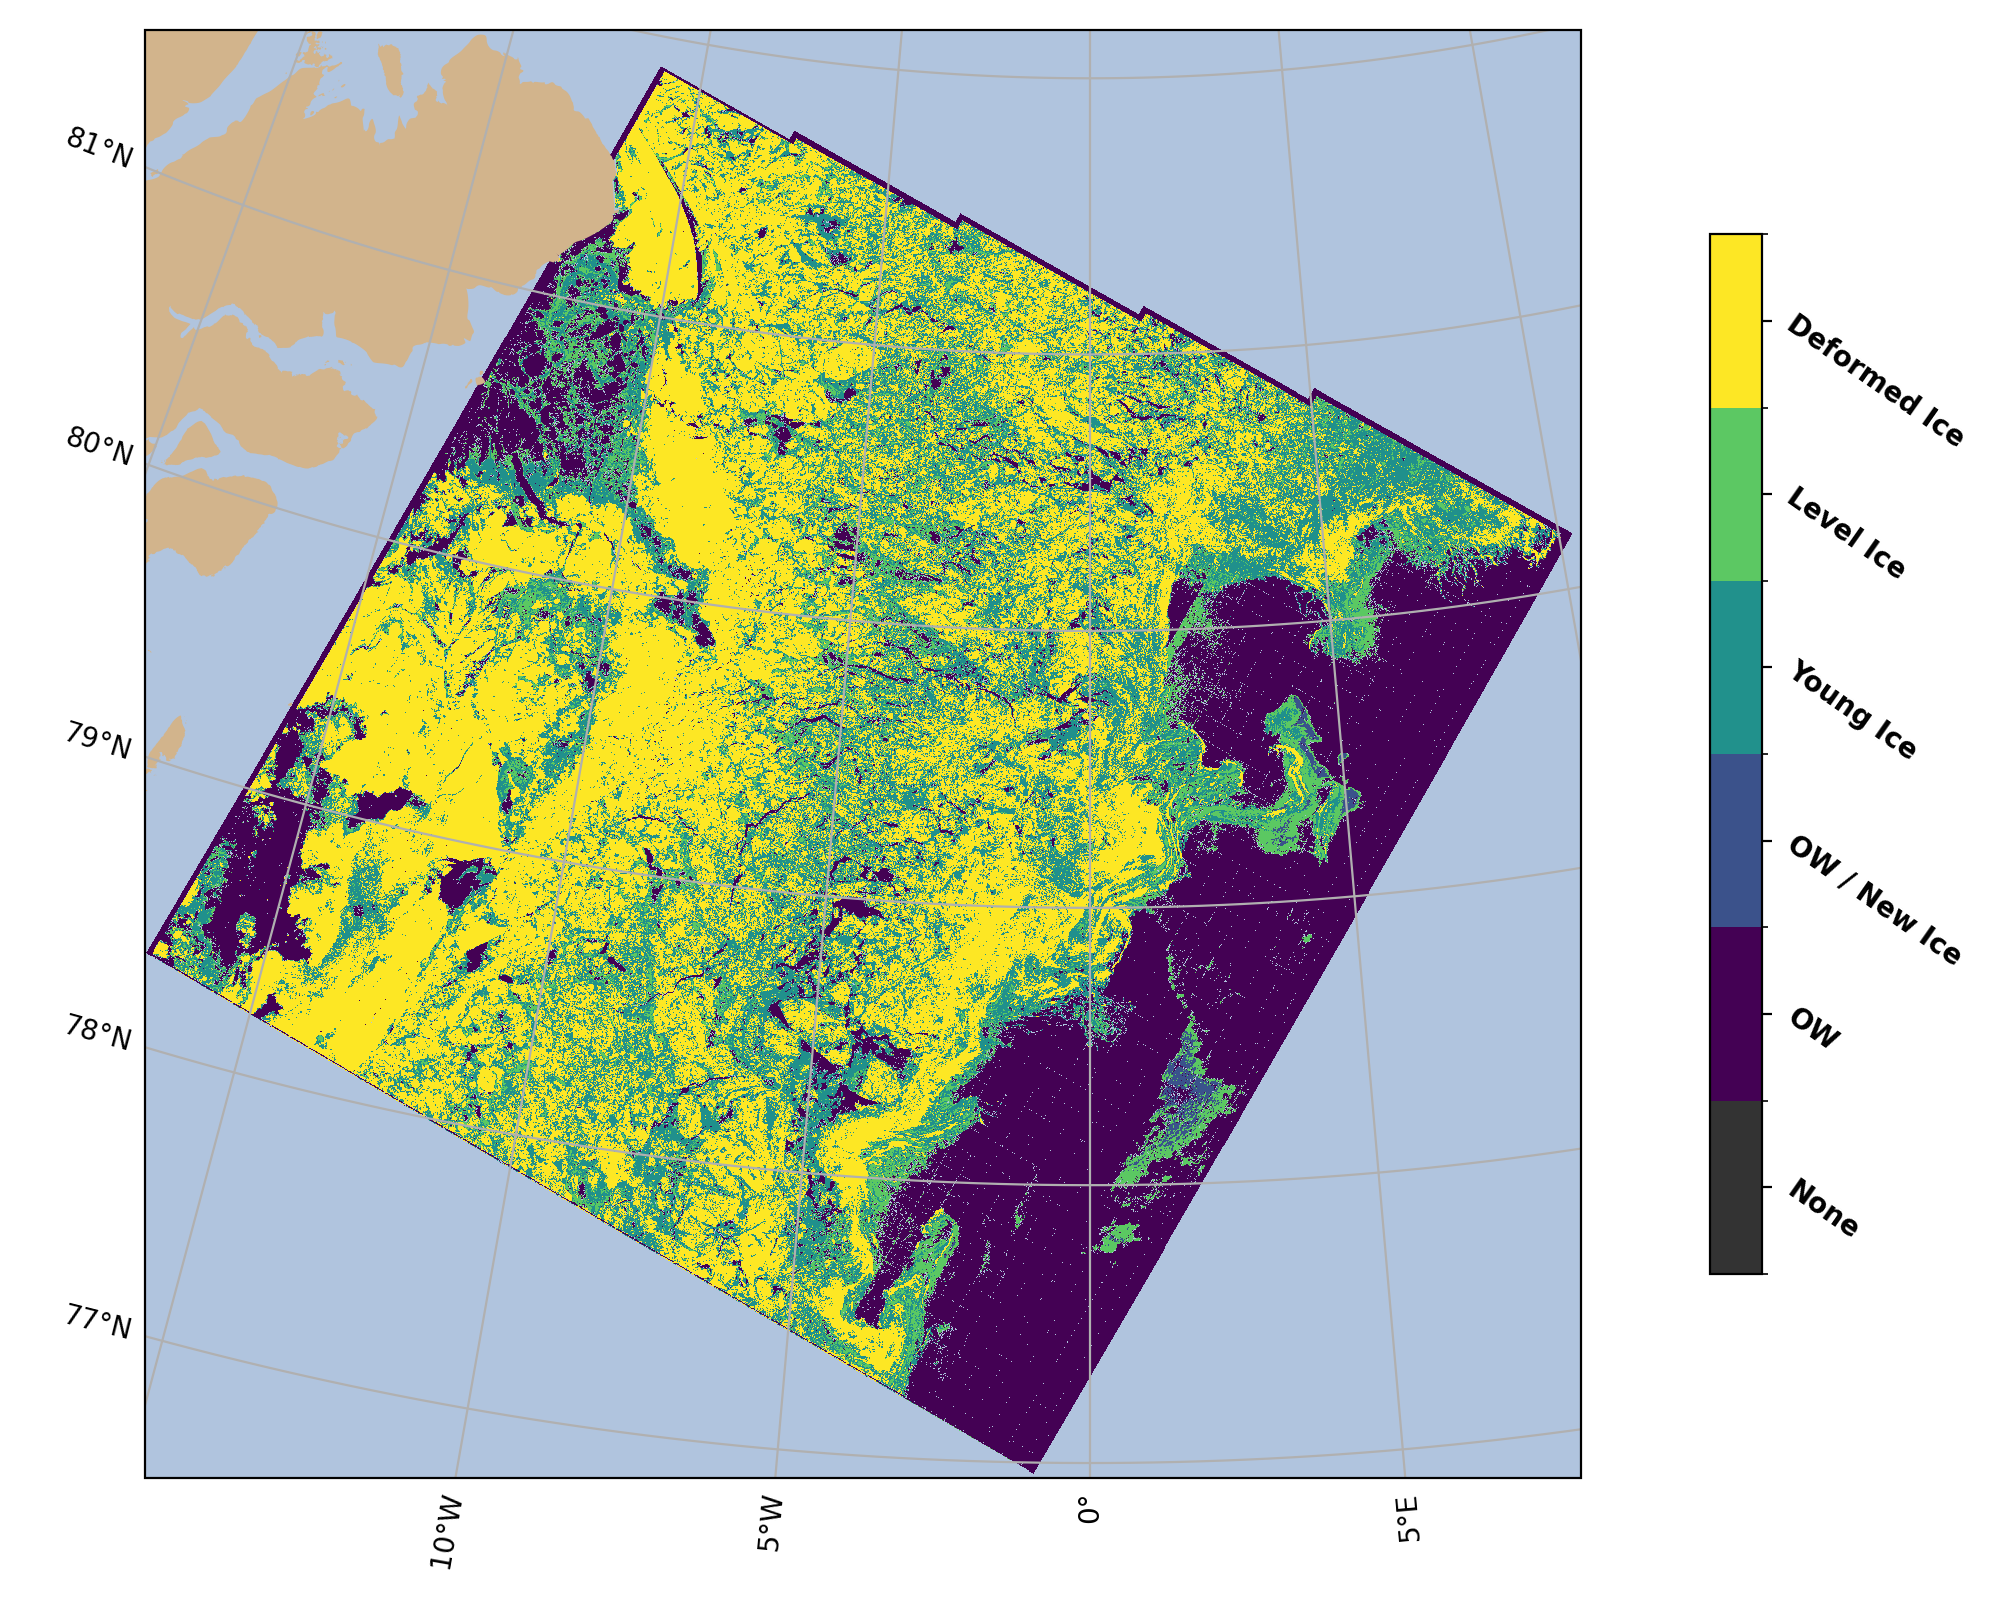 81°N
80°N
79°N
78°N
77°N
10°W
5°W
0°
5°E
Deformed Ice
Level Ice
Young Ice
OW / New Ice
OW
None